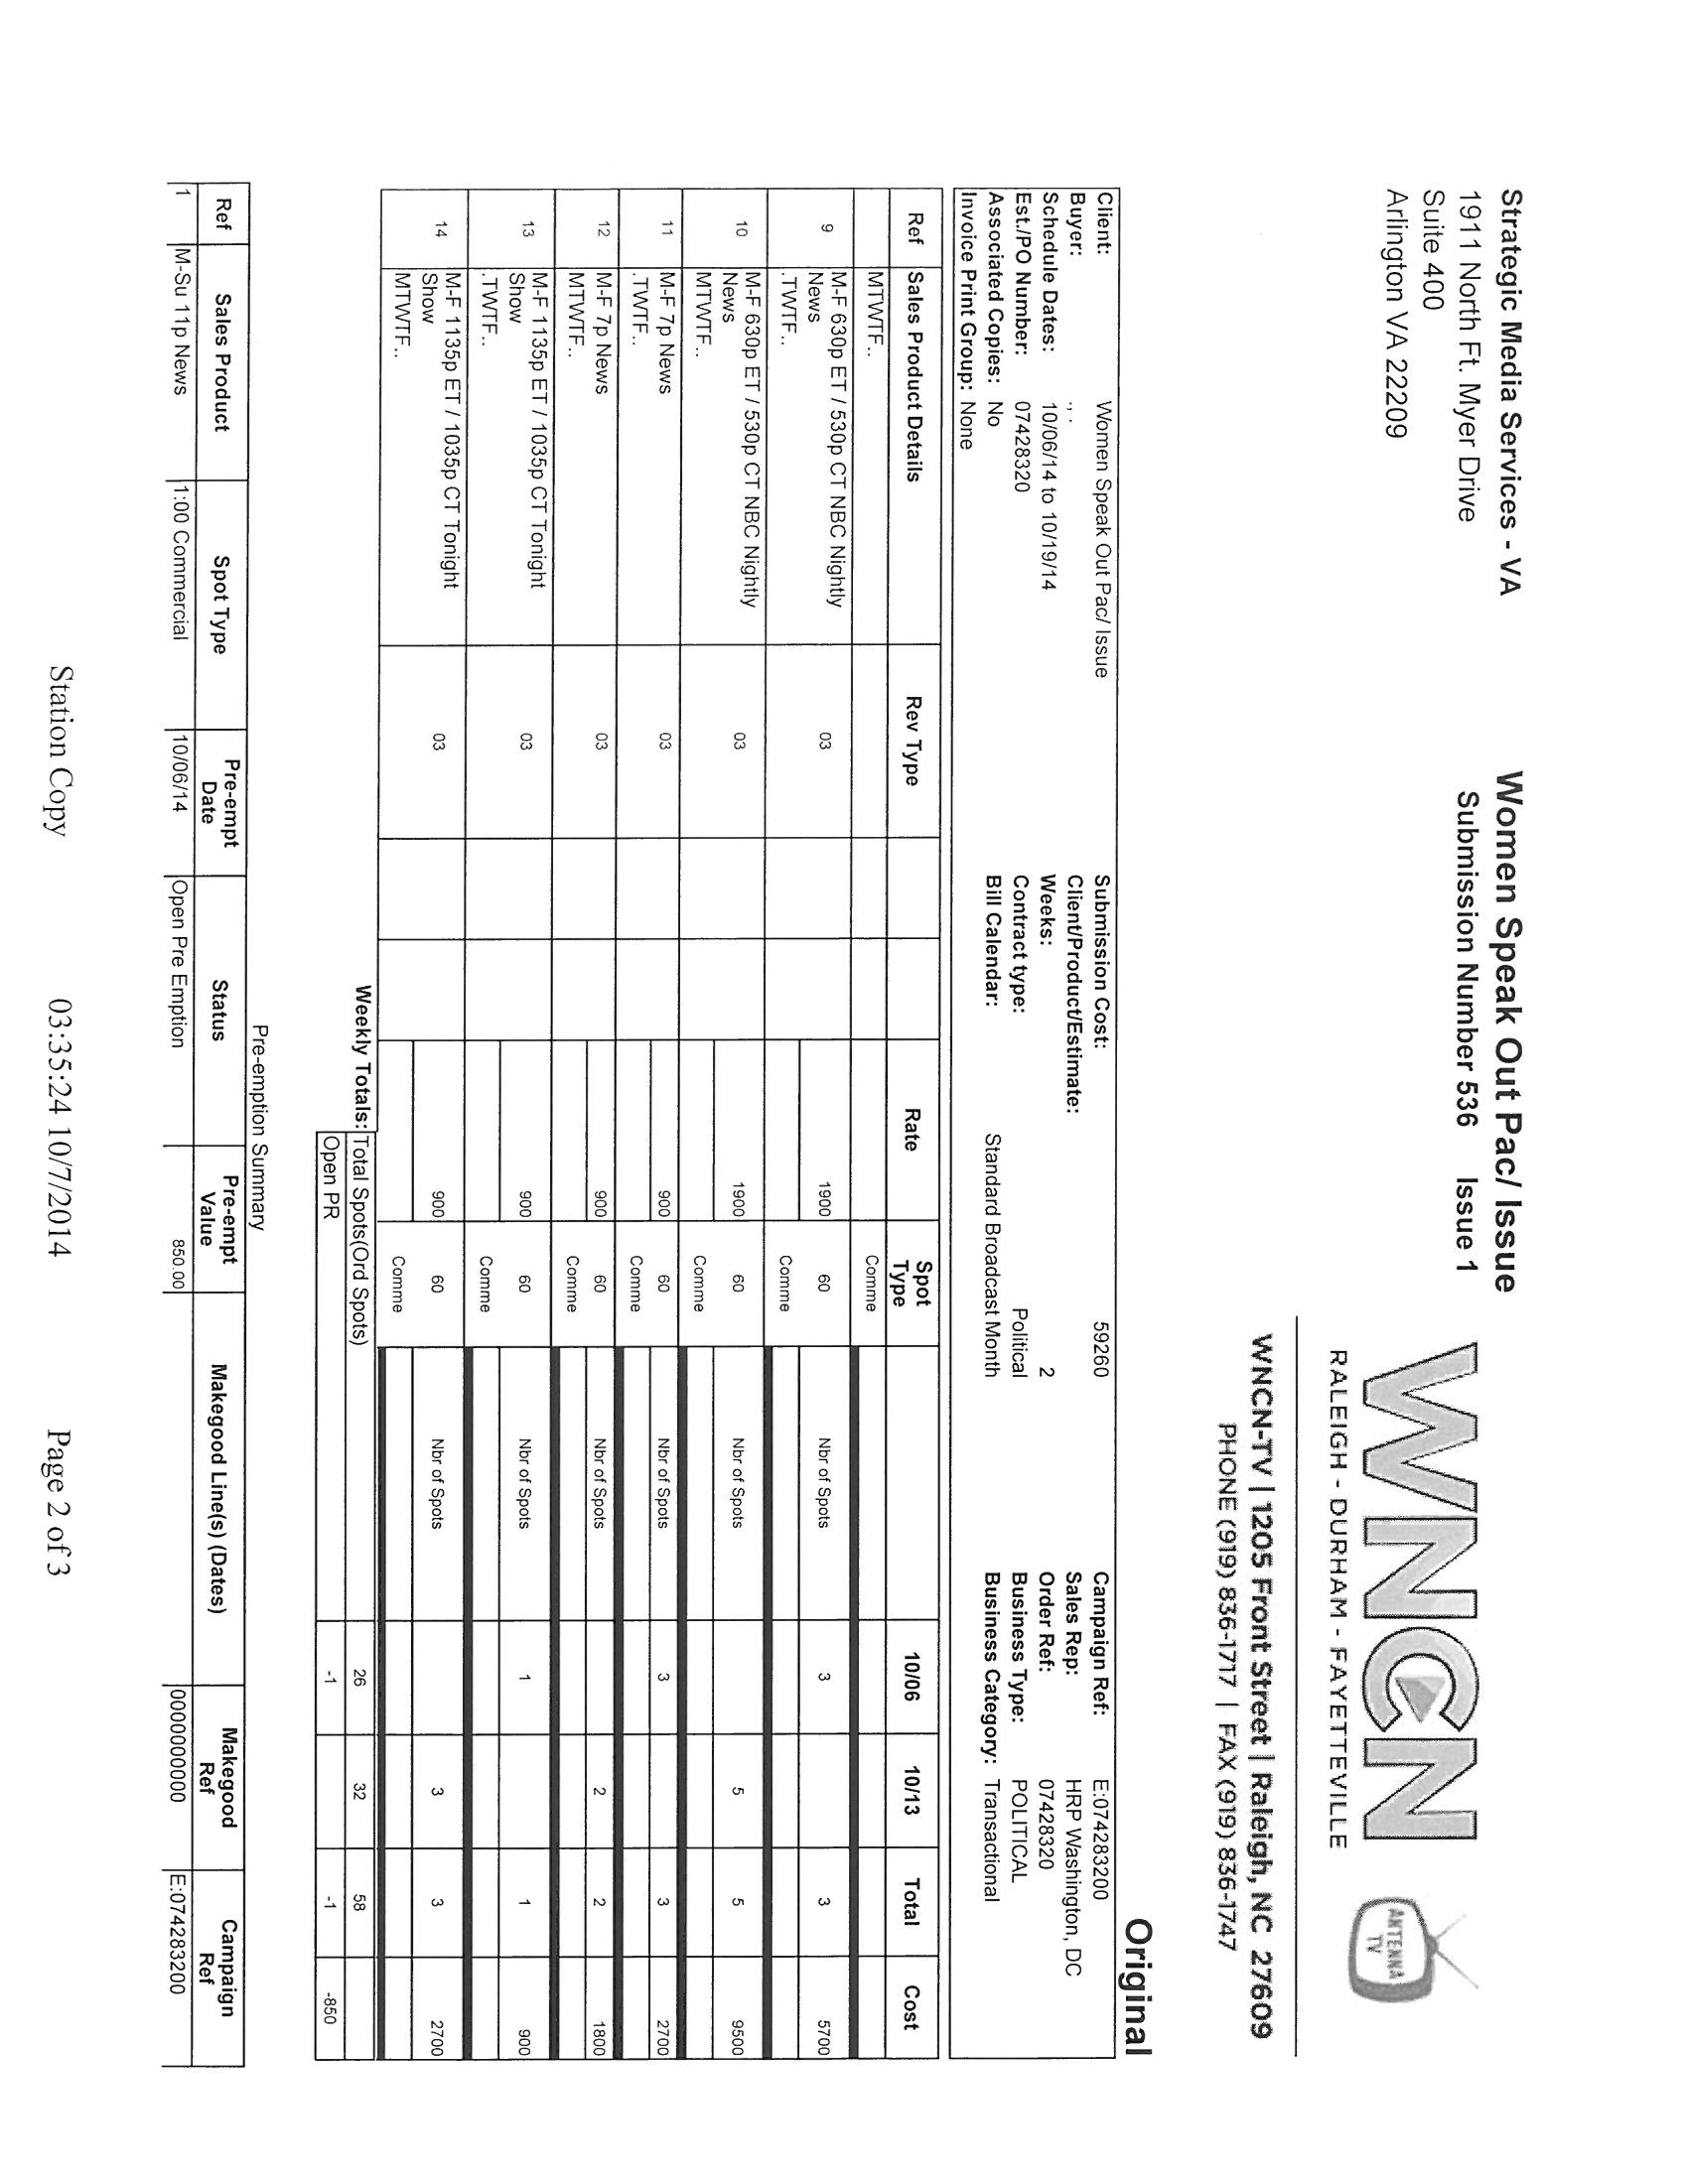 Strategic Media Services - VA
1911 North Ft. Myer Drive
Suite 400
Arlington VA 22209
Women Speak Out Pac/ Issue
Submission Number 536 Issue 1
WNCN
RALEIGH - DURHAM - FAYETTEVILLE
ANTENNA TV
WNCN-TV | 1205 Front Street | Raleigh, NC 27609
PHONE (919) 836-1717 | FAX (919) 836-1747
Original
Client: Women Speak Out Pac/ Issue Submission Cost: 59260 Campaign Ref: E:074283200
Buyer: ., . Client/Product/Estimate: Sales Rep: HRP Washington, DC
Schedule Dates: 10/06/14 to 10/19/14 Weeks: 2 Order Ref: 07428320
Est./PO Number: 07428320 Contract type: Political Business Type: POLITICAL
Associated Copies: No Bill Calendar: Standard Broadcast Month Business Category: Transactional
Invoice Print Group: None
Ref Sales Product Details Rev Type Rate Spot Type 10/06 10/13 Total Cost
MTWTF.. Comme
9 M-F 630p ET / 530p CT NBC Nightly 03 1900 60 Nbr of Spots 3 3 5700
News
.TWTF.. Comme
10 M-F 630p ET / 530p CT NBC Nightly 03 1900 60 Nbr of Spots 5 5 9500
News
MTWTF.. Comme
11 M-F 7p News 03 900 60 Nbr of Spots 3 3 2700
.TWTF.. Comme
12 M-F 7p News 03 900 60 Nbr of Spots 2 2 1800
MTWTF.. Comme
13 M-F 1135p ET / 1035p CT Tonight 03 900 60 Nbr of Spots 1 1 900
Show
.TWTF.. Comme
14 M-F 1135p ET / 1035p CT Tonight 03 900 60 Nbr of Spots 3 3 2700
Show
MTWTF.. Comme
Weekly Totals: Total Spots(Ord Spots) 26 32 58
Open PR -1 -1 -850
Pre-emption Summary
Ref Sales Product Spot Type Pre-empt Date Status Pre-empt Value Makegood Line(s) (Dates) Makegood Ref Campaign Ref
1 M-Su 11p News 1:00 Commercial 10/06/14 Open Pre Emption 850.00 0000000000 E:074283200
Station Copy 03:35:24 10/7/2014 Page 2 of 3